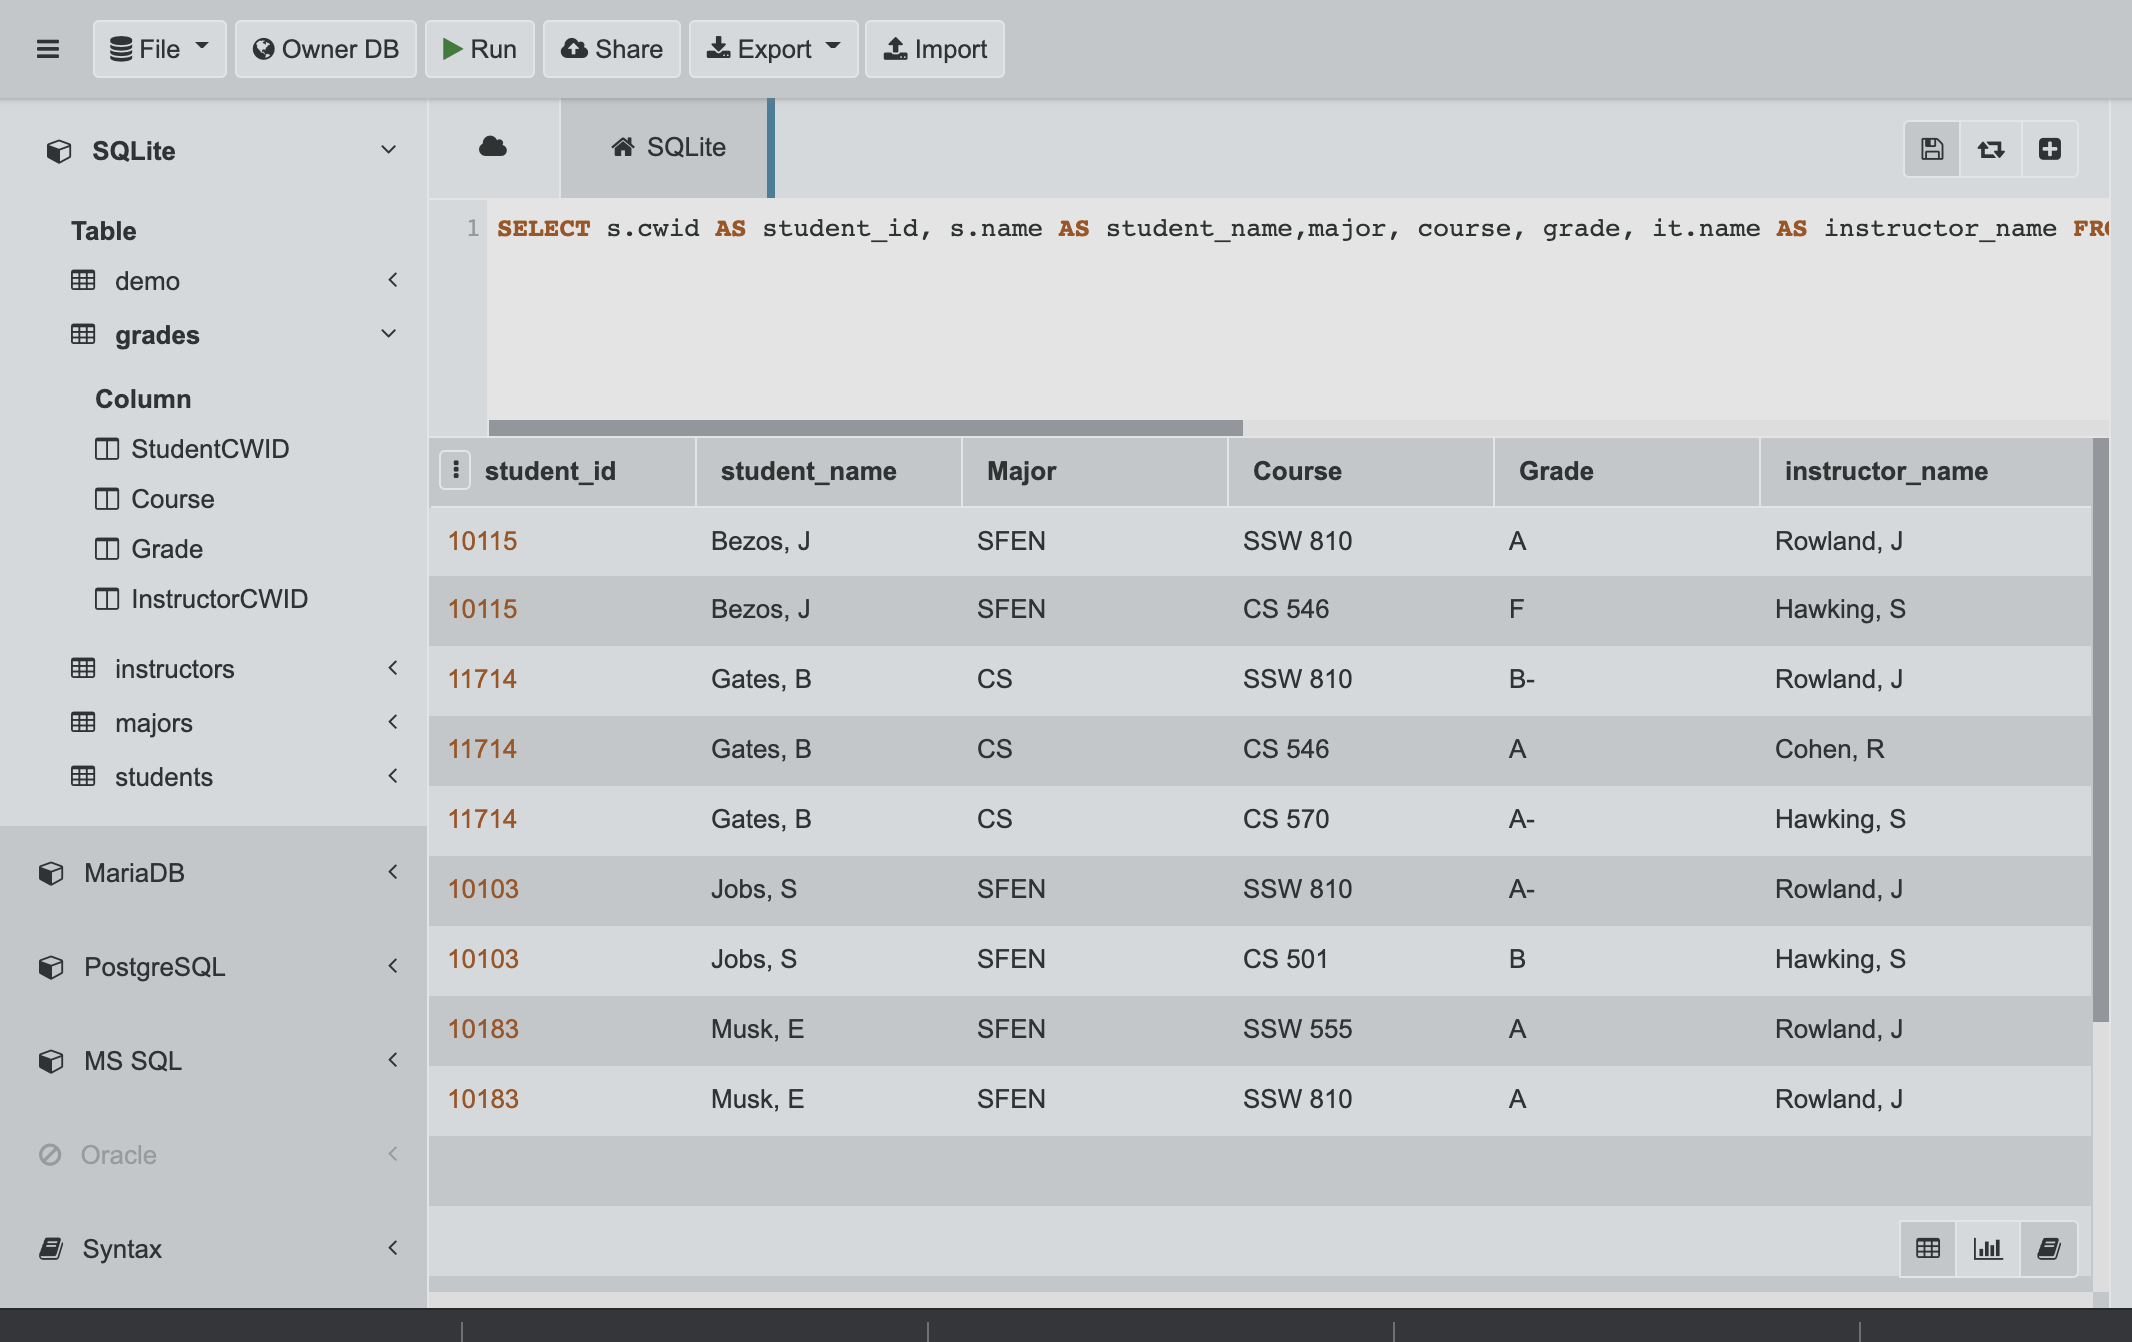 File Owner DB Run Share Export Import
SQLite
Table
demo
grades
Column
StudentCWID
Course
Grade
InstructorCWID
instructors
majors
students
MariaDB
PostgreSQL
MS SQL
Oracle
Syntax
SQLite
1 SELECT s.cwid AS student_id, s.name AS student_name,major, course, grade, it.name AS instructor_name
student_id student_name Major Course Grade instructor_name
10115 Bezos, J SFEN SSW 810 A Rowland, J
10115 Bezos, J SFEN CS 546 F Hawking, S
11714 Gates, B CS SSW 810 B- Rowland, J
11714 Gates, B CS CS 546 A Cohen, R
11714 Gates, B CS CS 570 A- Hawking, S
10103 Jobs, S SFEN SSW 810 A- Rowland, J
10103 Jobs, S SFEN CS 501 B Hawking, S
10183 Musk, E SFEN SSW 555 A Rowland, J
10183 Musk, E SFEN SSW 810 A Rowland, J